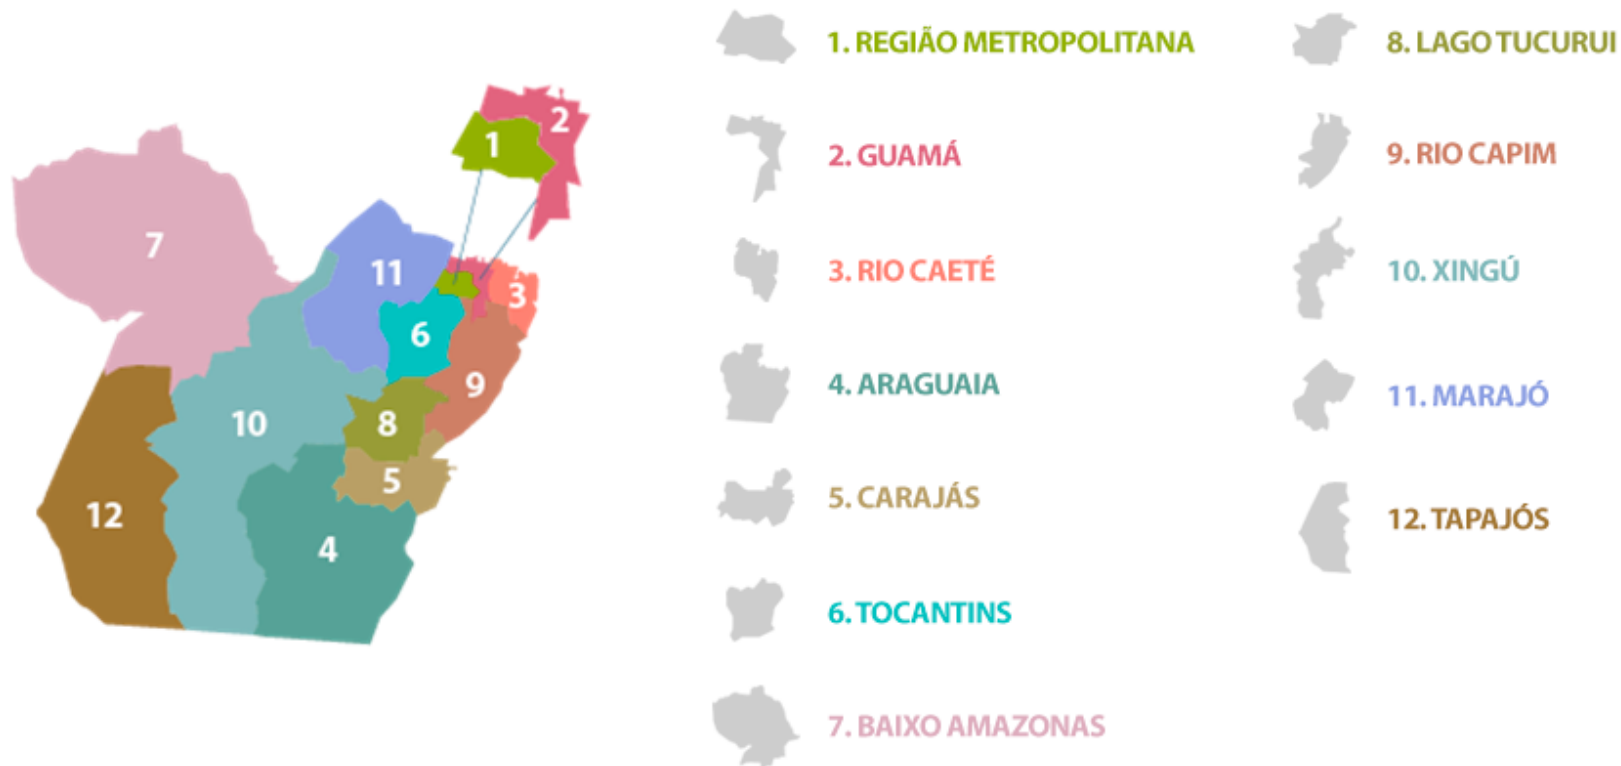 1
2
7
11
3
6
9
10
8
5
12
4
1. REGIÃO METROPOLITANA
2. GUAMÁ
3. RIO CAETÉ
4. ARAGUAIA
5. CARAJÁS
6. TOCANTINS
7. BAIXO AMAZONAS
8. LAGO TUCURUI
9. RIO CAPIM
10. XINGÚ
11. MARAJÓ
12. TAPAJÓS